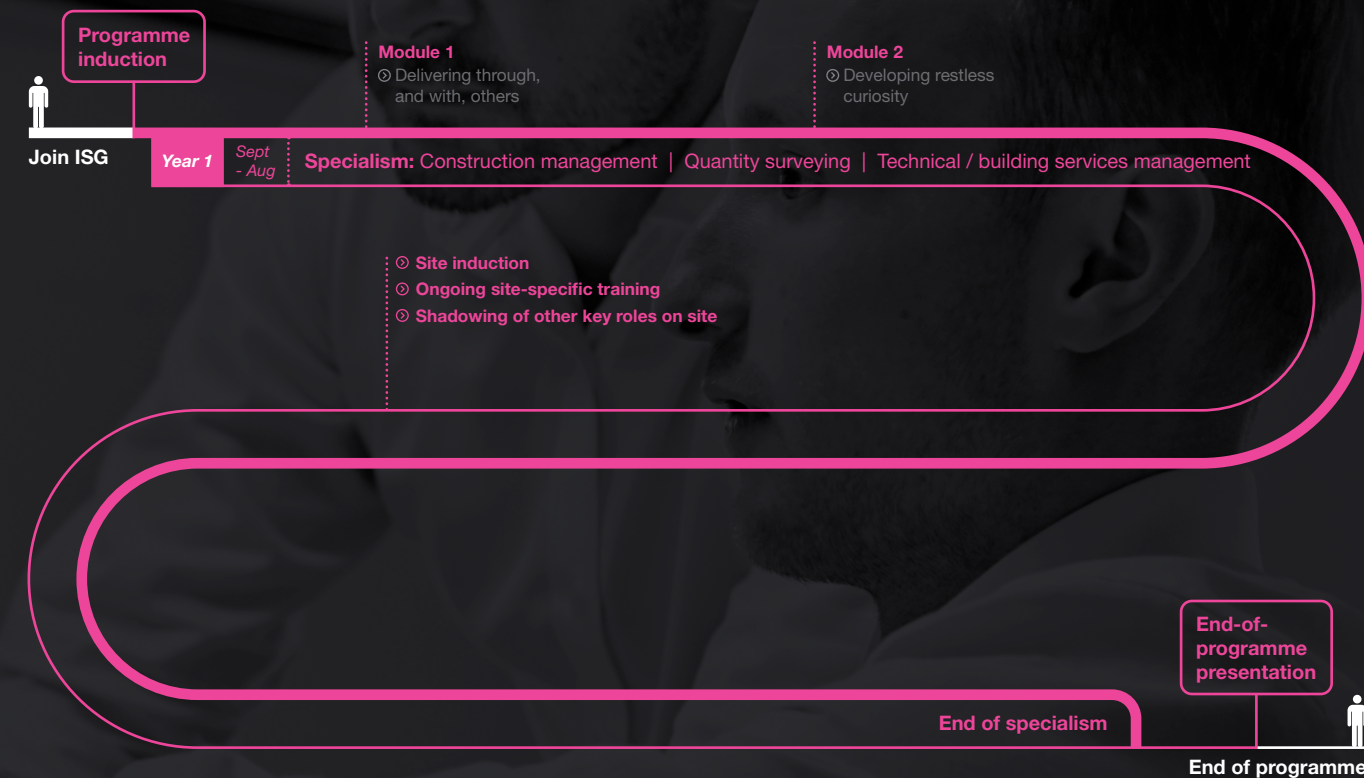 Programme
induction
Module 1
Delivering through,
and with, others
Module 2
Developing restless
curiosity
Join ISG
Year 1
Sept
- Aug
Specialism: Construction management | Quantity surveying | Technical / building services management
Site induction
Ongoing site-specific training
Shadowing of other key roles on site
End-of-
programme
presentation
End of specialism
End of programme